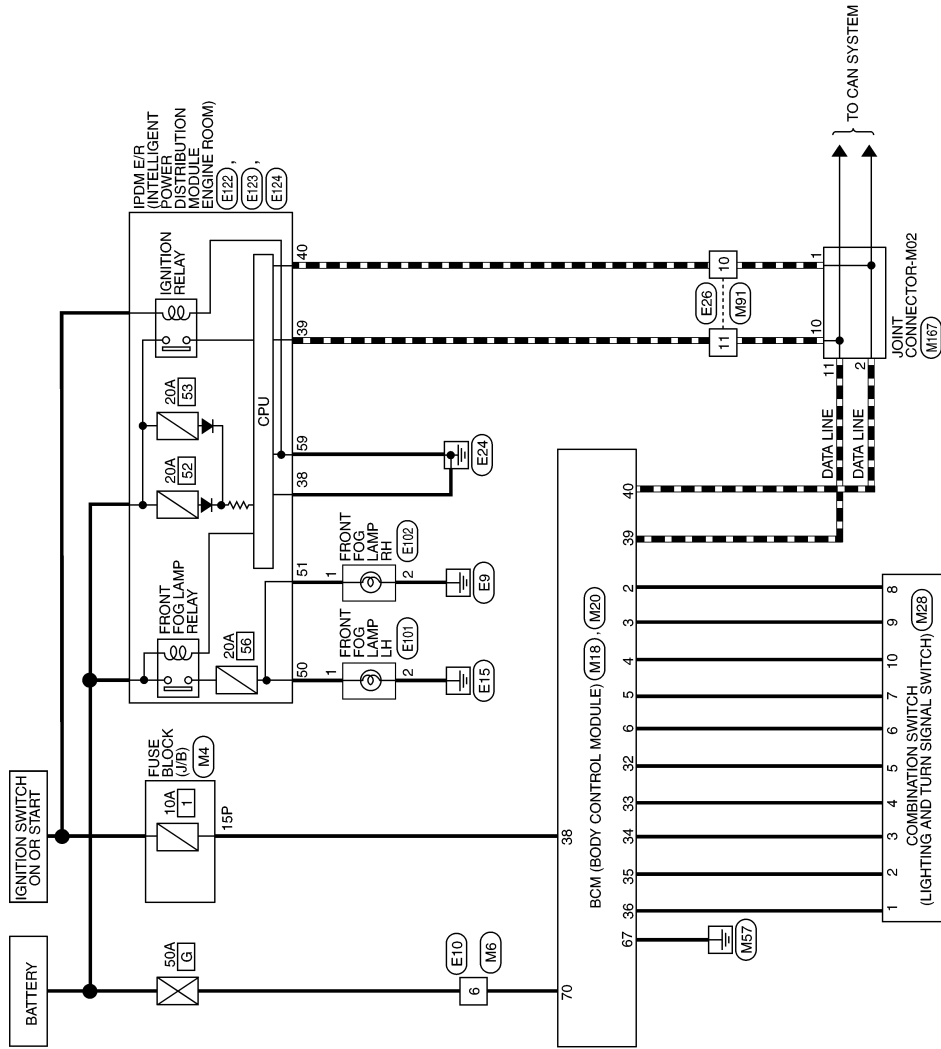 BATTERY
IGNITION SWITCH
ON OR START
50A
G
FUSE
BLOCK
(J/B)
M4
10A
1
15P
IPDM E/R
(INTELLIGENT
POWER
DISTRIBUTION
MODULE
ENGINE ROOM)
E122 ,
E123 ,
E124
FRONT
FOG LAMP
RELAY
20A
56
20A
52
20A
53
IGNITION
RELAY
CPU
50
51
38
59
39
40
1
FRONT
FOG
LAMP
LH
E101
2
E15
1
FRONT
FOG
LAMP
RH
E102
2
E9
E24
E10
6
M6
E26
11
10
M91
70
38
BCM (BODY CONTROL MODULE) M18 , M20
67
36
35
34
33
32
6
5
4
3
2
39
40
M57
DATA LINE
DATA LINE
11
2
10
1
JOINT
CONNECTOR-M02
M167
TO CAN SYSTEM
1
2
3
4
5
6
7
10
9
8
COMBINATION SWITCH
(LIGHTING AND TURN SIGNAL SWITCH)
M28